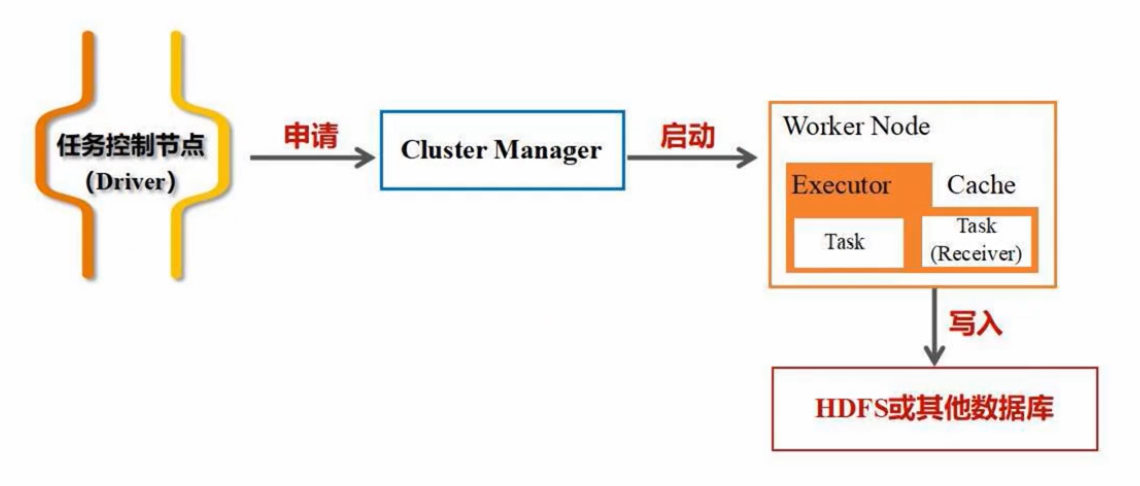 任务控制节点
（Driver）
申请
Cluster Manager
启动
Worker Node
Executor
Cache
Task
Task
(Receiver)
写入
HDFS或其他数据库